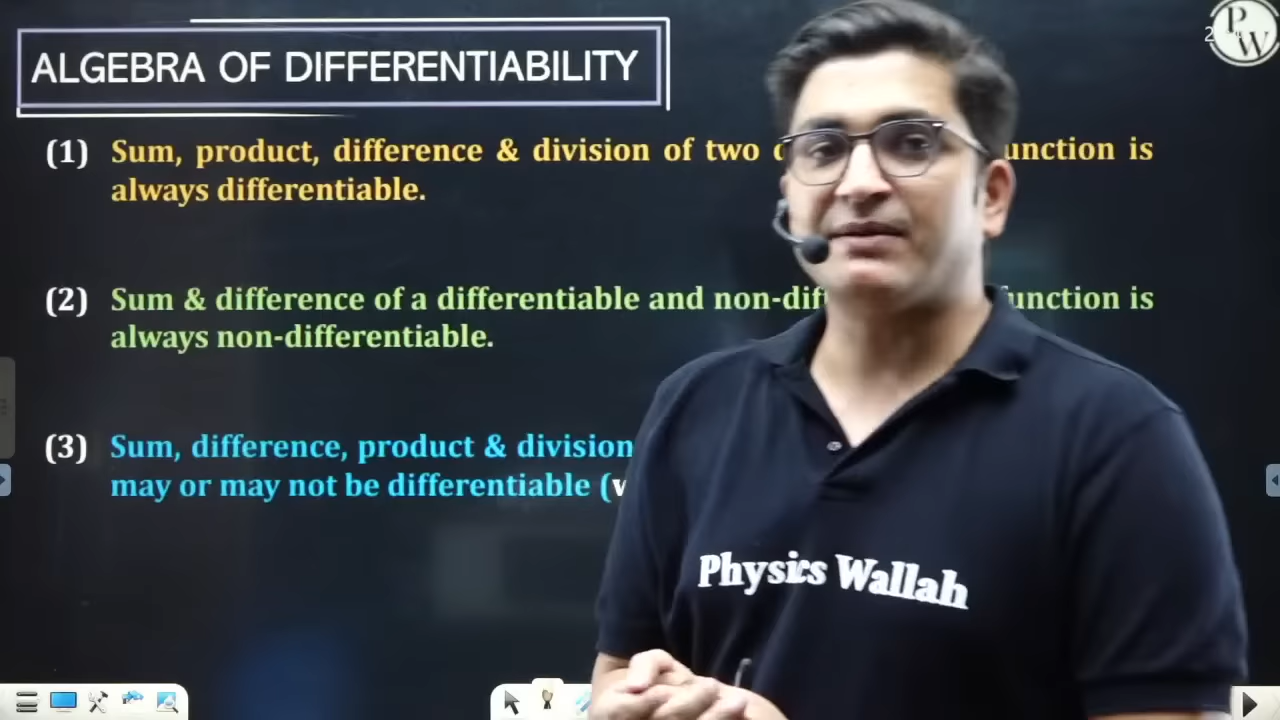 ALGEBRA OF DIFFERENTIABILITY
P
W
2
(1) Sum, product, difference & division of two unction is
always differentiable.
(2) Sum & difference of a differentiable and non-dif unction is
always non-differentiable.
(3) Sum, difference, product & division
may or may not be differentiable (
Physics Wallah